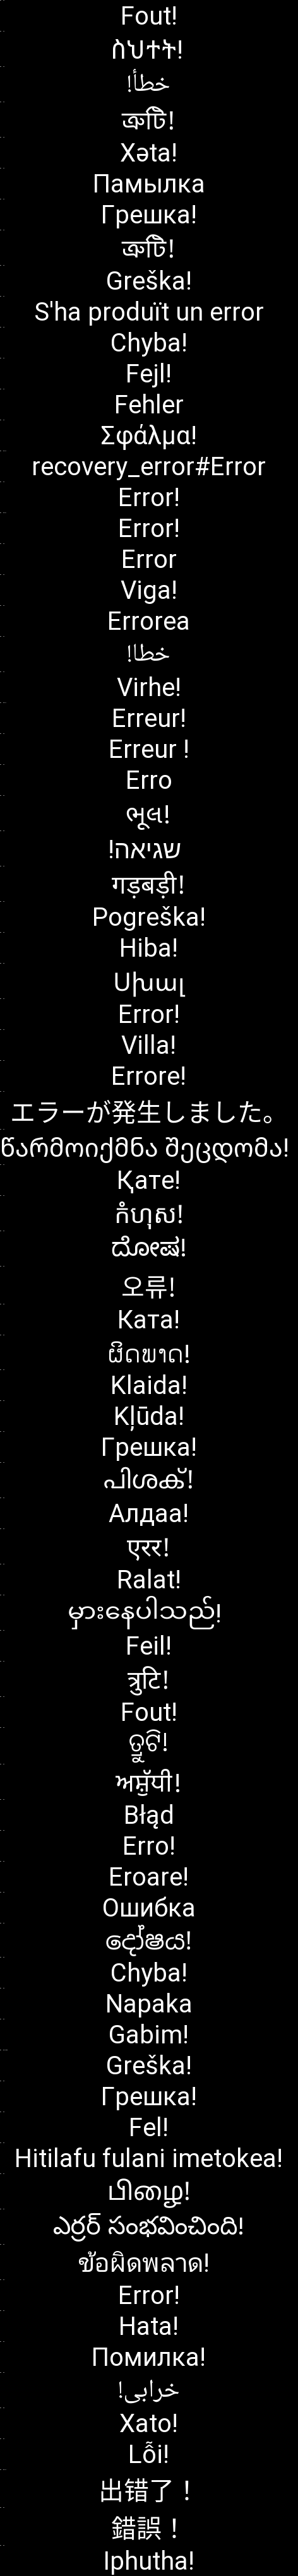 Fout!
ስህተት!
خطأ!
ত্ৰুটি!
Xəta!
Памылка
Грешка!
ত্রুটি!
Greška!
S'ha produït un error
Chyba!
Fejl!
Fehler
Σφάλμα!
recovery_error#Error
Error!
Error!
Error
Viga!
Errorea
خطا!
Virhe!
Erreur!
Erreur !
Erro
ભૂલ!
שגיאה!
गड़बड़ी!
Pogreška!
Hiba!
Սխալ
Error!
Villa!
Errore!
エラーが発生しました。
წარმოიქმნა შეცდომა!
Қате!
កំហុស!
ದೋಷ!
오류!
Ката!
ຜິດພາດ!
Klaida!
Kļūda!
Грешка!
പിശക്!
Алдаа!
एरर!
Ralat!
မှားနေပါသည်!
Feil!
त्रुटि!
Fout!
ତ୍ରୁଟି!
ਅਸ਼ੁੱਧੀ!
Błąd
Erro!
Eroare!
Ошибка
දෝෂය!
Chyba!
Napaka
Gabim!
Greška!
Грешка!
Fel!
Hitilafu fulani imetokea!
பிழை!
ఎర్రర్ సంభవించింది!
ข้อผิดพลาด!
Error!
Hata!
Помилка!
خرابی!
Xato!
Lỗi!
出错了！
錯誤！
Iphutha!